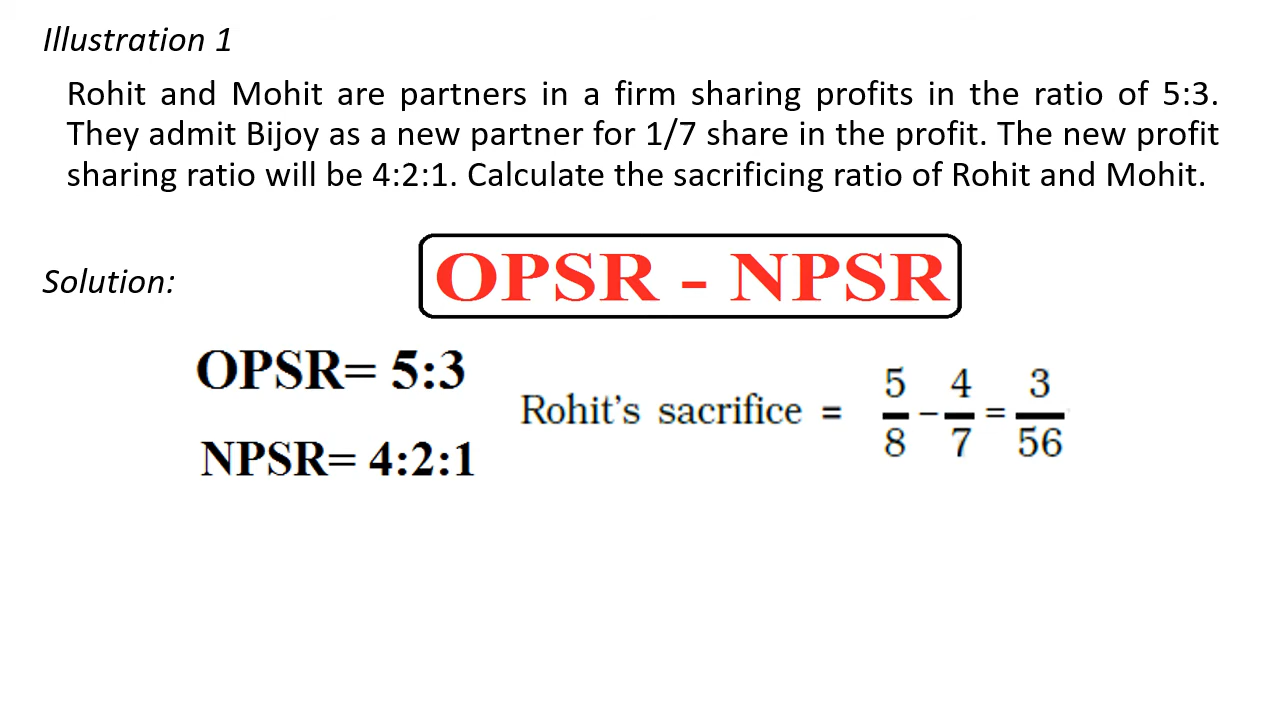 Illustration 1
Rohit and Mohit are partners in a firm sharing profits in the ratio of 5:3.
They admit Bijoy as a new partner for 1/7 share in the profit. The new profit
sharing ratio will be 4:2:1. Calculate the sacrificing ratio of Rohit and Mohit.
Solution:
OPSR - NPSR
OPSR= 5:3
Rohit's sacrifice = 5/8 – 4/7 = 3/56
NPSR= 4:2:1